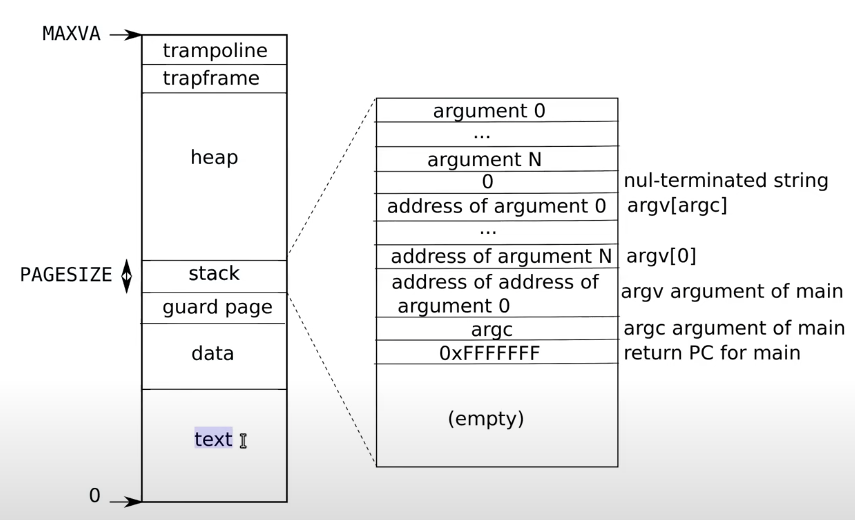 MAXVA
trampoline
trapframe
heap
PAGESIZE
stack
guard page
data
text
0
argument 0
...
argument N
0
nul-terminated string
address of argument 0
argv[argc]
...
address of argument N
argv[0]
address of address of
argument 0
argv argument of main
argc
argc argument of main
0xFFFFFFF
return PC for main
(empty)